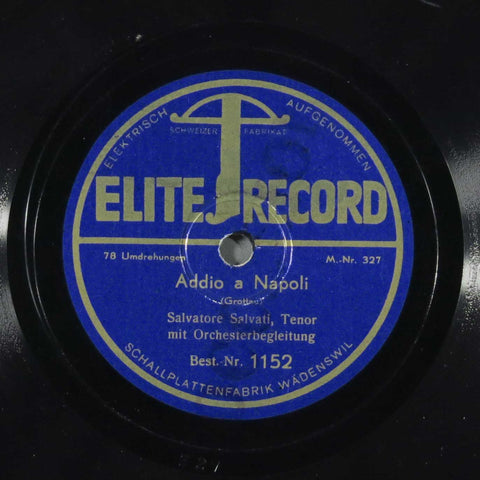 ELEKTRISCH AUFGENOMMEN
SCHWEIZER FABRIKAT
ELITE RECORD
78 Umdrehungen M.-Nr. 327
Addio a Napoli
(Grottau)
Salvatore Salvati, Tenor
mit Orchesterbegleitung
Best.-Nr. 1152
SCHALLPLATTENFABRIK WÄDENSWIL